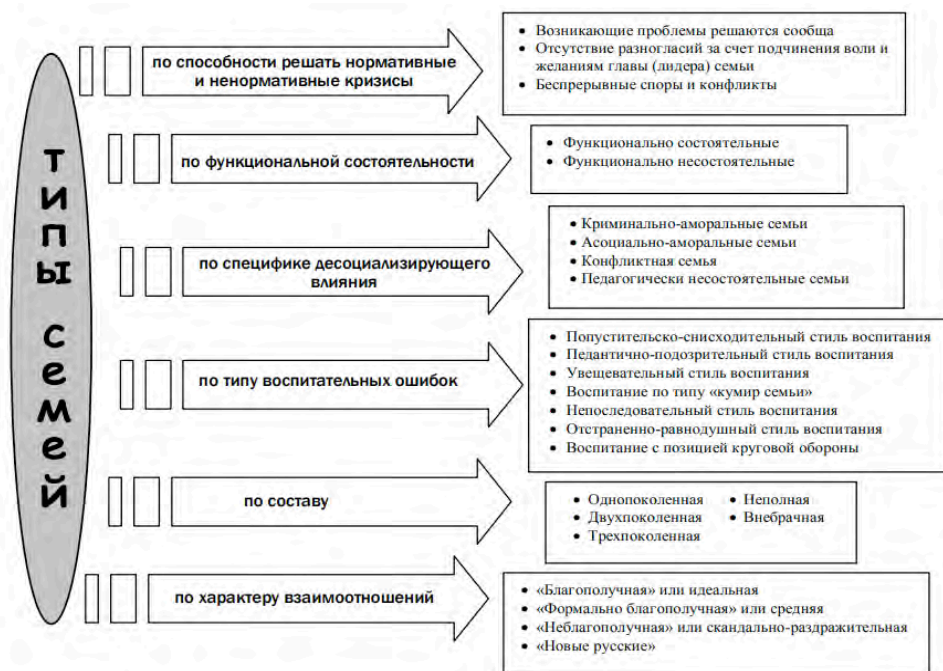 типы семей
по способности решать нормативные
и ненормативные кризисы
• Возникающие проблемы решаются сообща
• Отсутствие разногласий за счет подчинения воли и
желаниям главы (лидера) семьи
• Беспрерывные споры и конфликты
по функциональной состоятельности
• Функционально состоятельные
• Функционально несостоятельные
по специфике десоциализирующего
влияния
• Криминально-аморальные семьи
• Асоциально-аморальные семьи
• Конфликтная семья
• Педагогически несостоятельные семьи
по типу воспитательных ошибок
• Попустительско-снисходительный стиль воспитания
• Педантично-подозрительный стиль воспитания
• Увещевательный стиль воспитания
• Воспитание по типу «кумир семьи»
• Непоследовательный стиль воспитания
• Отстраненно-равнодушный стиль воспитания
• Воспитание с позицией круговой обороны
по составу
• Однопоколенная • Неполная
• Двухпоколенная • Внебрачная
• Трехпоколенная
по характеру взаимоотношений
• «Благополучная» или идеальная
• «Формально благополучная» или средняя
• «Неблагополучная» или скандально-раздражительная
• «Новые русские»